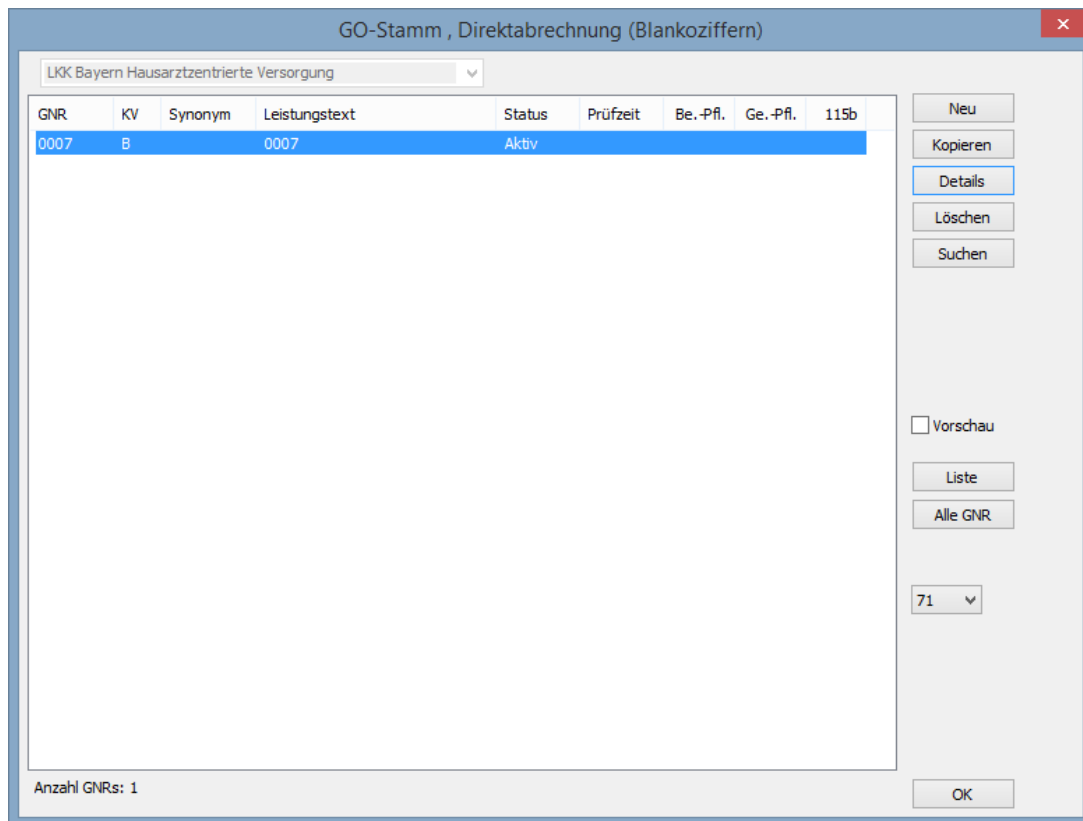 GO-Stamm , Direktabrechnung (Blankoziffern)
LKK Bayern Hausarztzentrierte Versorgung
GNR KV Synonym Leistungstext Status Prüfzeit Be.-Pfl. Ge.-Pfl. 115b
0007 B 0007 Aktiv
Neu
Kopieren
Details
Löschen
Suchen
Vorschau
Liste
Alle GNR
71
Anzahl GNRs: 1
OK